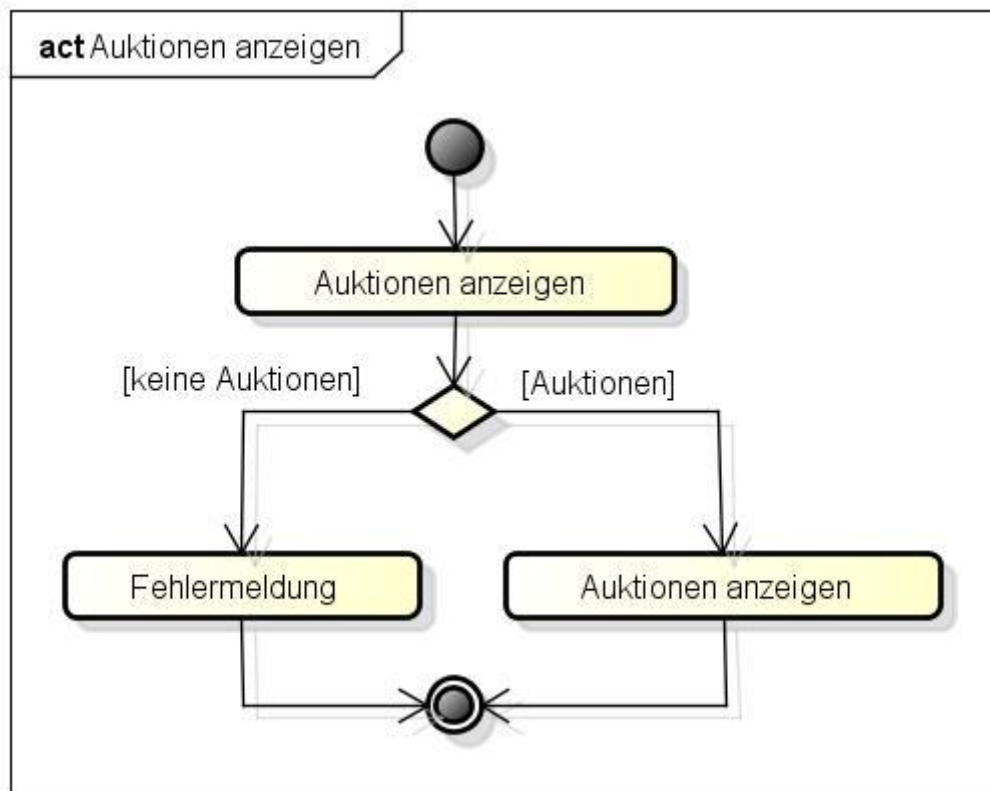 act Auktionen anzeigen
Auktionen anzeigen
[keine Auktionen]
[Auktionen]
Fehlermeldung
Auktionen anzeigen